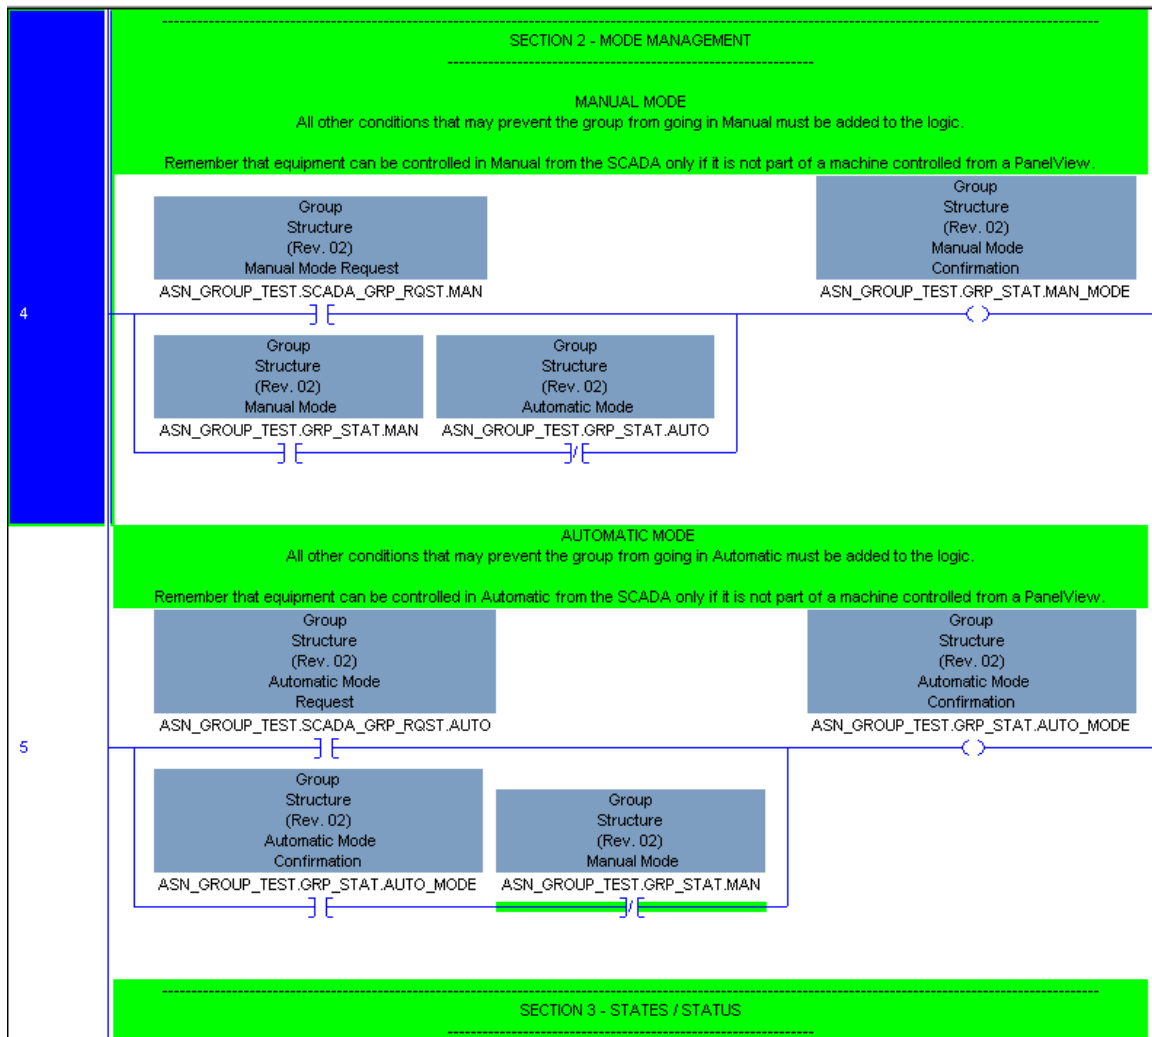 --------------------------------------------------------------------------------
SECTION 2 - MODE MANAGEMENT
--------------------------------------------------------------------------------
MANUAL MODE
All other conditions that may prevent the group from going in Manual must be added to the logic.
Remember that equipment can be controlled in Manual from the SCADA only if it is not part of a machine controlled from a PanelView.
4
Group
Structure
(Rev. 02)
Manual Mode Request
ASN_GROUP_TEST.SCADA_GRP_RQST.MAN
Group
Structure
(Rev. 02)
Manual Mode
Confirmation
ASN_GROUP_TEST.GRP_STAT.MAN_MODE
Group
Structure
(Rev. 02)
Manual Mode
ASN_GROUP_TEST.GRP_STAT.MAN
Group
Structure
(Rev. 02)
Automatic Mode
ASN_GROUP_TEST.GRP_STAT.AUTO
AUTOMATIC MODE
All other conditions that may prevent the group from going in Automatic must be added to the logic.
Remember that equipment can be controlled in Automatic from the SCADA only if it is not part of a machine controlled from a PanelView.
5
Group
Structure
(Rev. 02)
Automatic Mode
Request
ASN_GROUP_TEST.SCADA_GRP_RQST.AUTO
Group
Structure
(Rev. 02)
Automatic Mode
Confirmation
ASN_GROUP_TEST.GRP_STAT.AUTO_MODE
Group
Structure
(Rev. 02)
Automatic Mode
Confirmation
ASN_GROUP_TEST.GRP_STAT.AUTO_MODE
Group
Structure
(Rev. 02)
Manual Mode
ASN_GROUP_TEST.GRP_STAT.MAN
--------------------------------------------------------------------------------
SECTION 3 - STATES / STATUS
--------------------------------------------------------------------------------